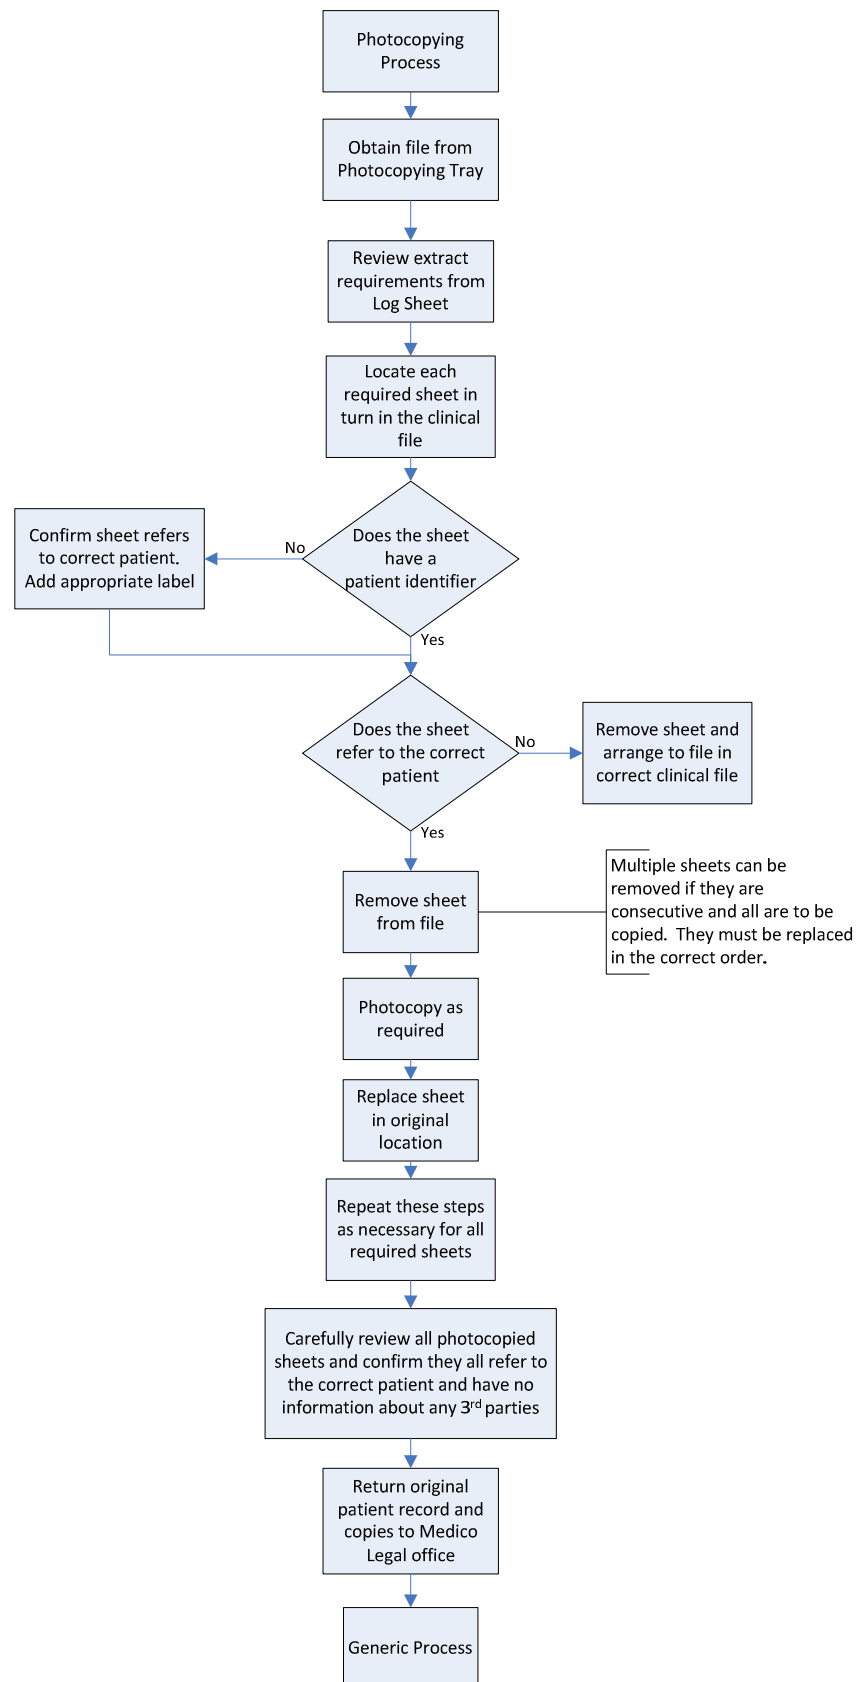 Photocopying
Process
Obtain file from
Photocopying Tray
Review extract
requirements from
Log Sheet
Locate each
required sheet in
turn in the clinical
file
Does the sheet
have a
patient identifier
No
Confirm sheet refers
to correct patient.
Add appropriate label
Yes
Does the sheet
refer to the correct
patient
No
Remove sheet and
arrange to file in
correct clinical file
Yes
Remove sheet
from file
Multiple sheets can be
removed if they are
consecutive and all are to be
copied.  They must be replaced
in the correct order.
Photocopy as
required
Replace sheet
in original
location
Repeat these steps
as necessary for all
required sheets
Carefully review all photocopied
sheets and confirm they all refer to
the correct patient and have no
information about any 3rd parties
Return original
patient record and
copies to Medico
Legal office
Generic Process